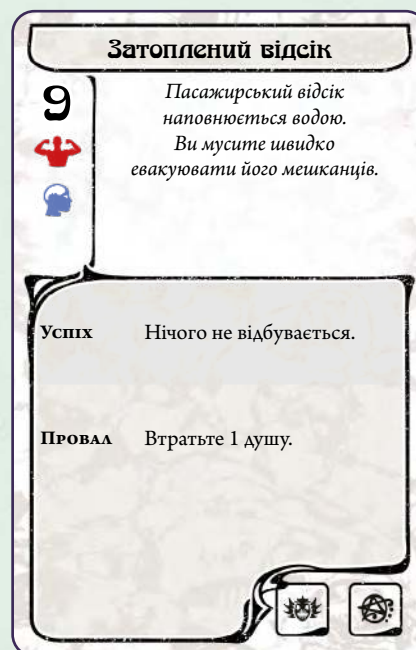 Затоплений відсік
9
Пасажирський відсік
наповнюється водою.
Ви мусите швидко
евакуювати його мешканців.
Успіх Нічого не відбувається.
Провал Втратьте 1 душу.